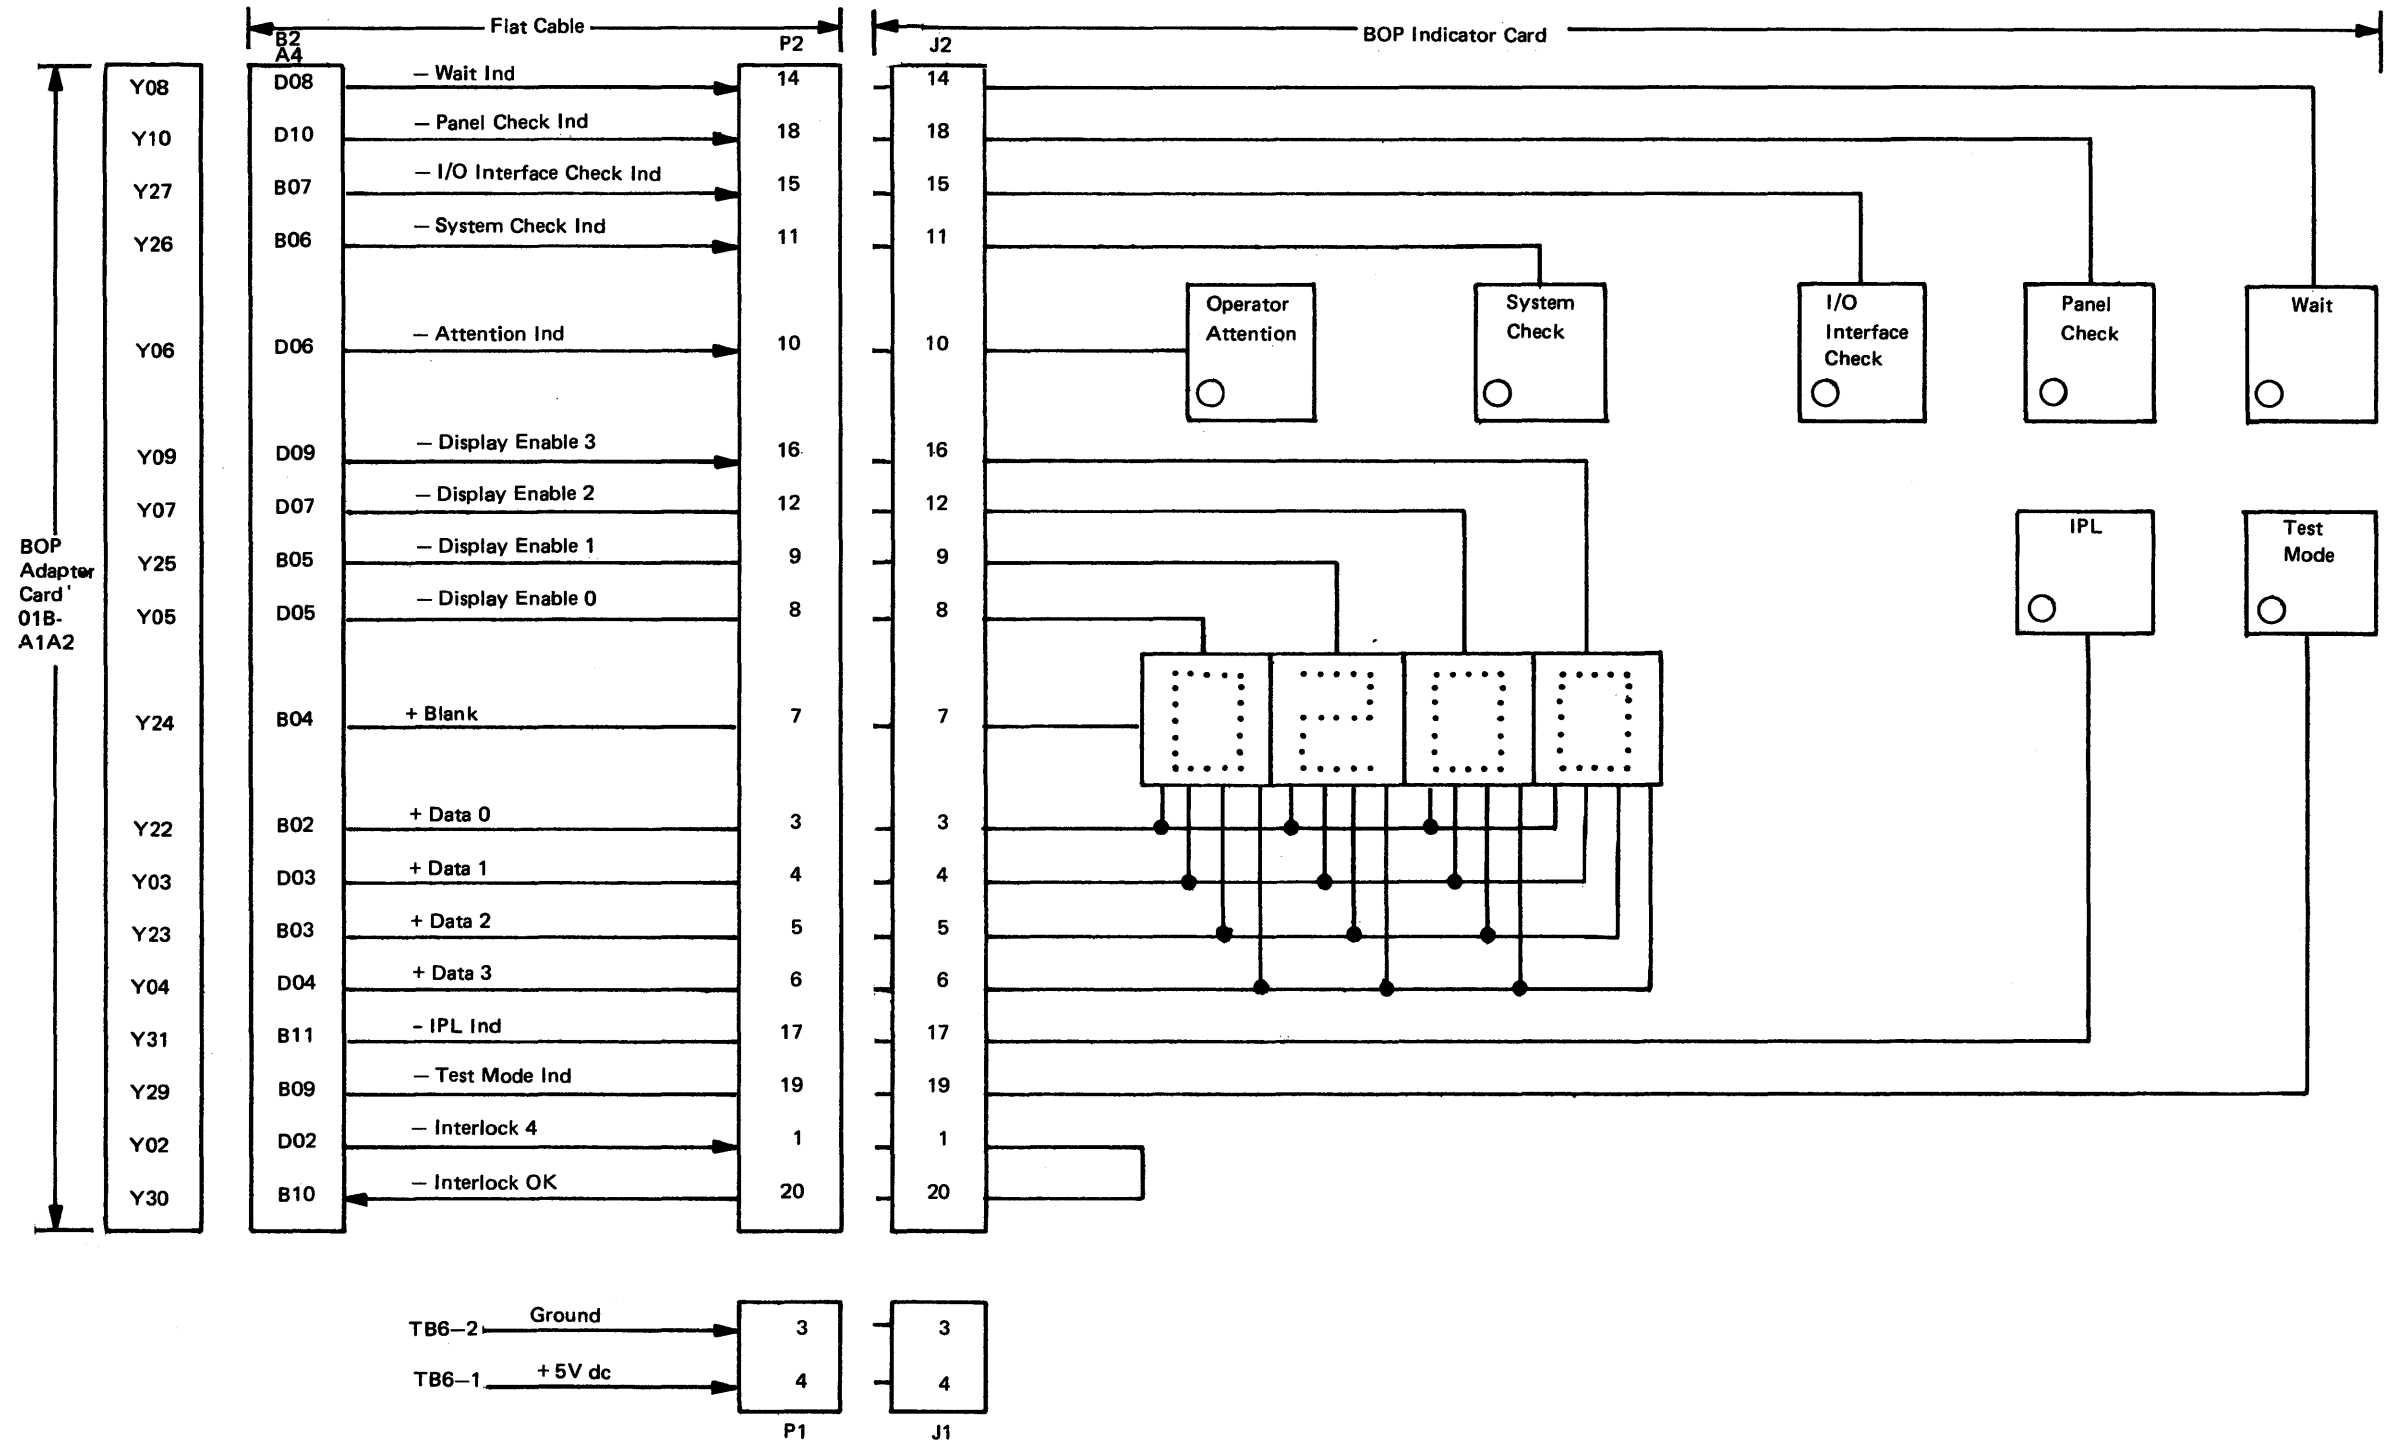 Flat Cable
BOP Indicator Card
B2
A4
P2
J2
Y08 D08 — Wait Ind 14 14
Y10 D10 — Panel Check Ind 18 18
Y27 B07 — I/O Interface Check Ind 15 15
Y26 B06 — System Check Ind 11 11
Y06 D06 — Attention Ind 10 10
Operator
Attention
System
Check
I/O
Interface
Check
Panel
Check
Wait
Y09 D09 — Display Enable 3 16 16
Y07 D07 — Display Enable 2 12 12
Y25 B05 — Display Enable 1 9 9
Y05 D05 — Display Enable 0 8 8
IPL
Test
Mode
BOP
Adapter
Card '
01B-
A1A2
Y24 B04 + Blank 7 7
0 2 0 0
Y22 B02 + Data 0 3 3
Y03 D03 + Data 1 4 4
Y23 B03 + Data 2 5 5
Y04 D04 + Data 3 6 6
Y31 B11 - IPL Ind 17 17
Y29 B09 — Test Mode Ind 19 19
Y02 D02 — Interlock 4 1 1
Y30 B10 — Interlock OK 20 20
TB6—2 Ground 3 3
TB6—1 + 5V dc 4 4
P1
J1